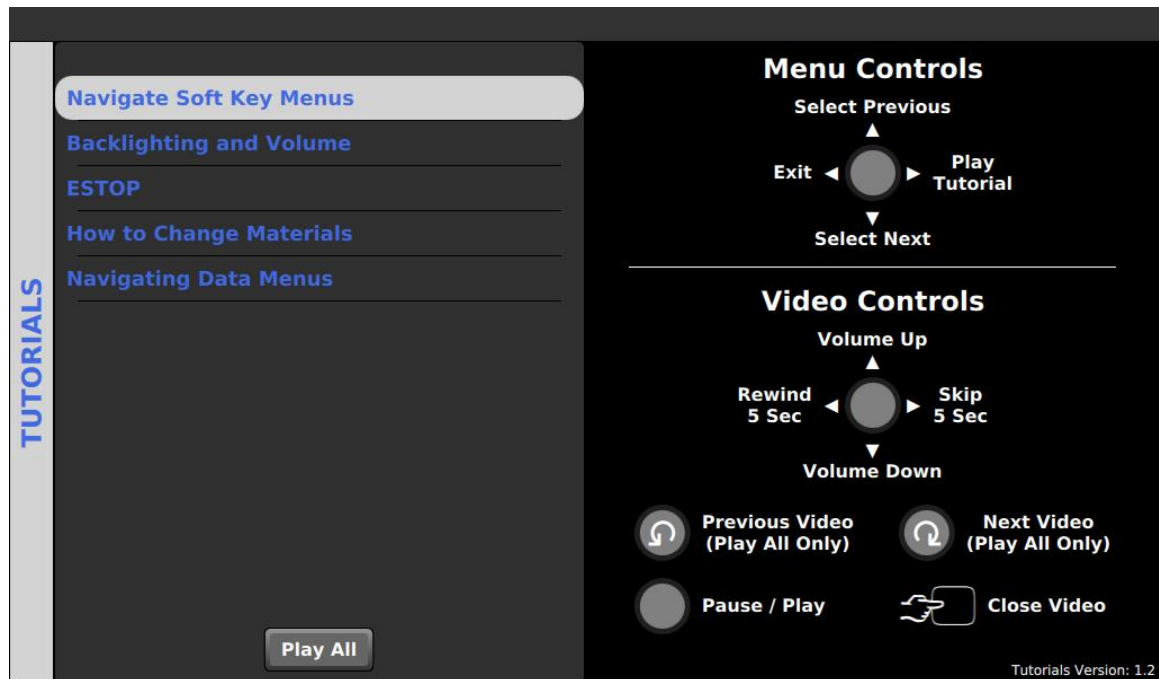 TUTORIALS
Navigate Soft Key Menus
Backlighting and Volume
ESTOP
How to Change Materials
Navigating Data Menus
Play All
Menu Controls
Select Previous
Exit
Play
Tutorial
Select Next
Video Controls
Volume Up
Rewind
5 Sec
Skip
5 Sec
Volume Down
Previous Video
(Play All Only)
Next Video
(Play All Only)
Pause / Play
Close Video
Tutorials Version: 1.2